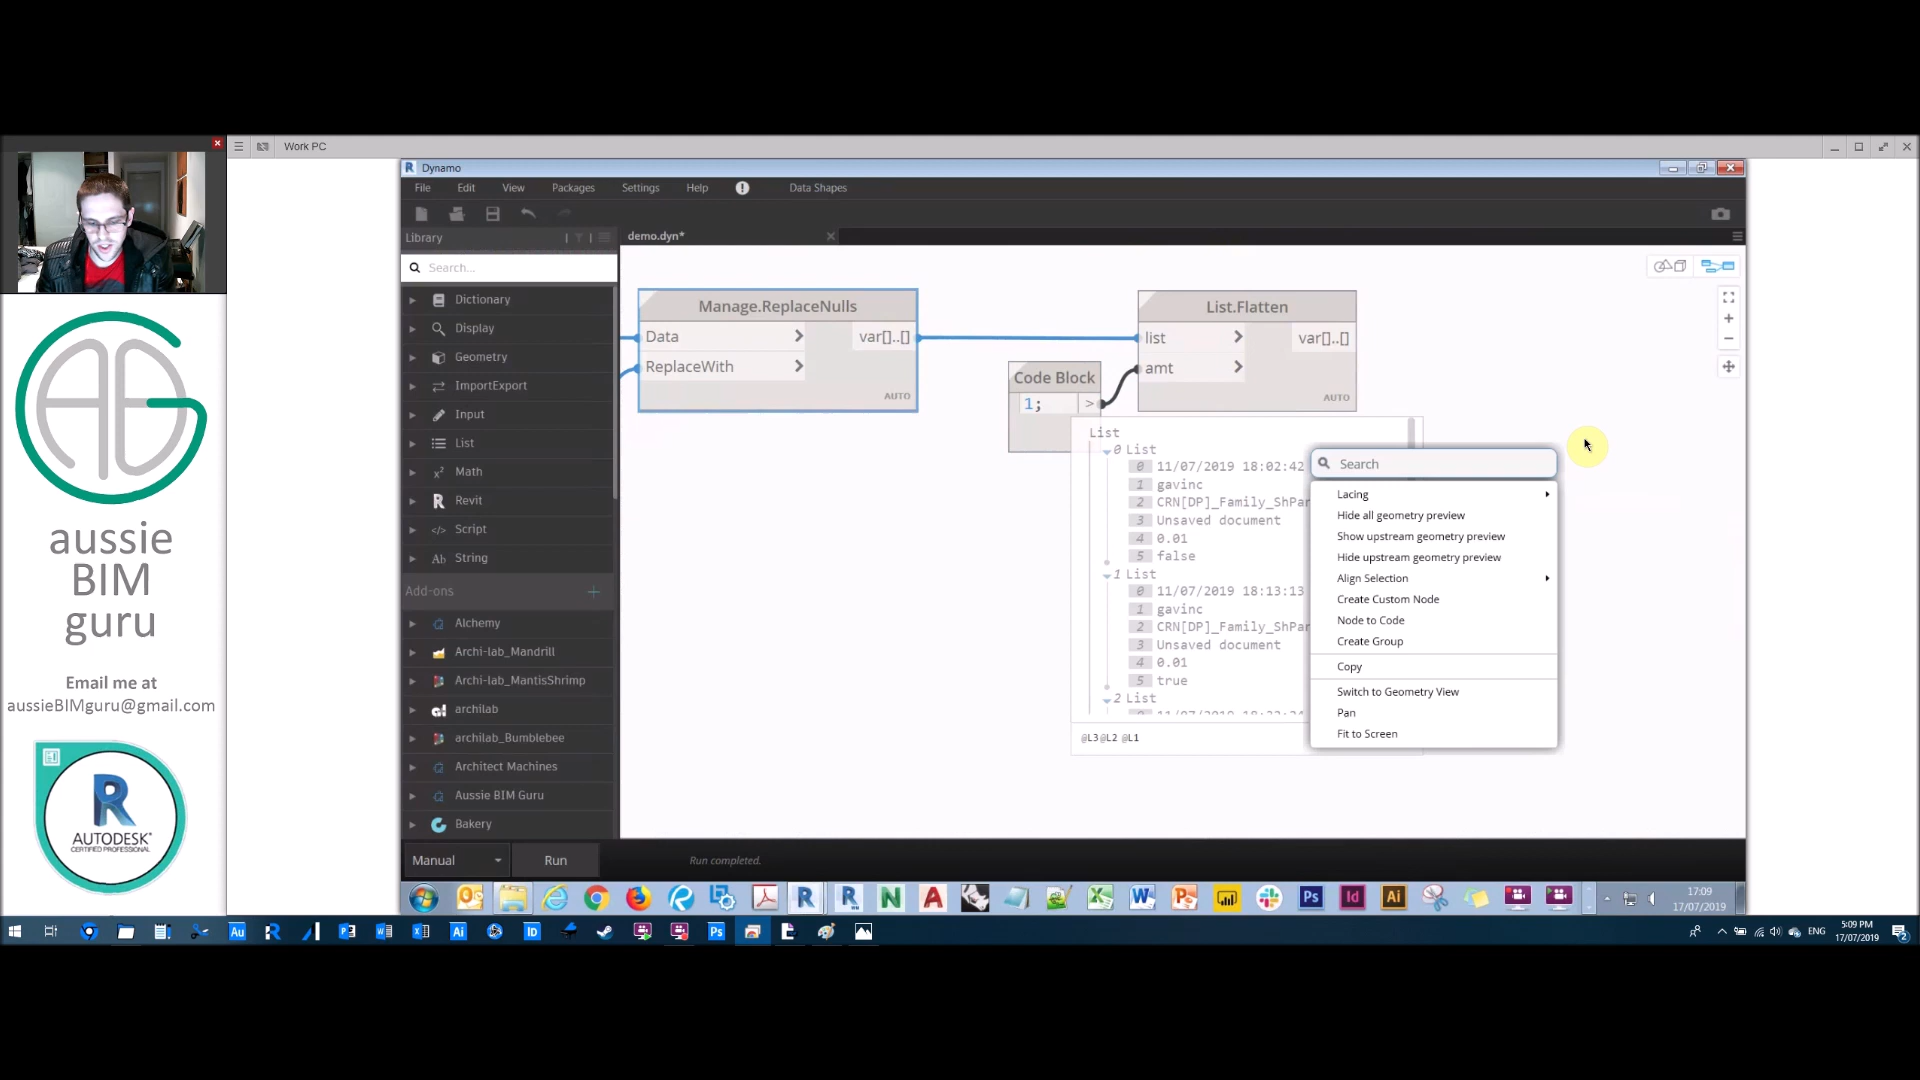 Work PC
Dynamo
File Edit View Packages Settings Help Data Shapes
Library
demo.dyn*
Search...
Dictionary
Display
Geometry
ImportExport
Input
List
Math
Revit
Script
String
Add-ons
Alchemy
Archi-lab_Mandrill
Archi-lab_MantisShrimp
archilab
archilab_Bumblebee
Architect Machines
Aussie BIM Guru
Bakery
Manage.ReplaceNulls
Data > var[]..[]
ReplaceWith >
AUTO
Code Block
1; >
List.Flatten
list > var[]..[]
amt >
AUTO
List
0 List
0 11/07/2019 18:02:42
1 gavinc
2 CRN[DP]_Family_ShPar
3 Unsaved document
4 0.01
5 false
1 List
0 11/07/2019 18:13:13
1 gavinc
2 CRN[DP]_Family_ShPar
3 Unsaved document
4 0.01
5 true
2 List
@L3 @L2 @L1
Search
Lacing
Hide all geometry preview
Show upstream geometry preview
Hide upstream geometry preview
Align Selection
Create Custom Node
Node to Code
Create Group
Copy
Switch to Geometry View
Pan
Fit to Screen
Manual Run Run completed.
17:09
17/07/2019
ENG
5:09 PM
17/07/2019
aussie
BIM
guru
Email me at
aussieBIMguru@gmail.com
R
AUTODESK
CERTIFIED PROFESSIONAL